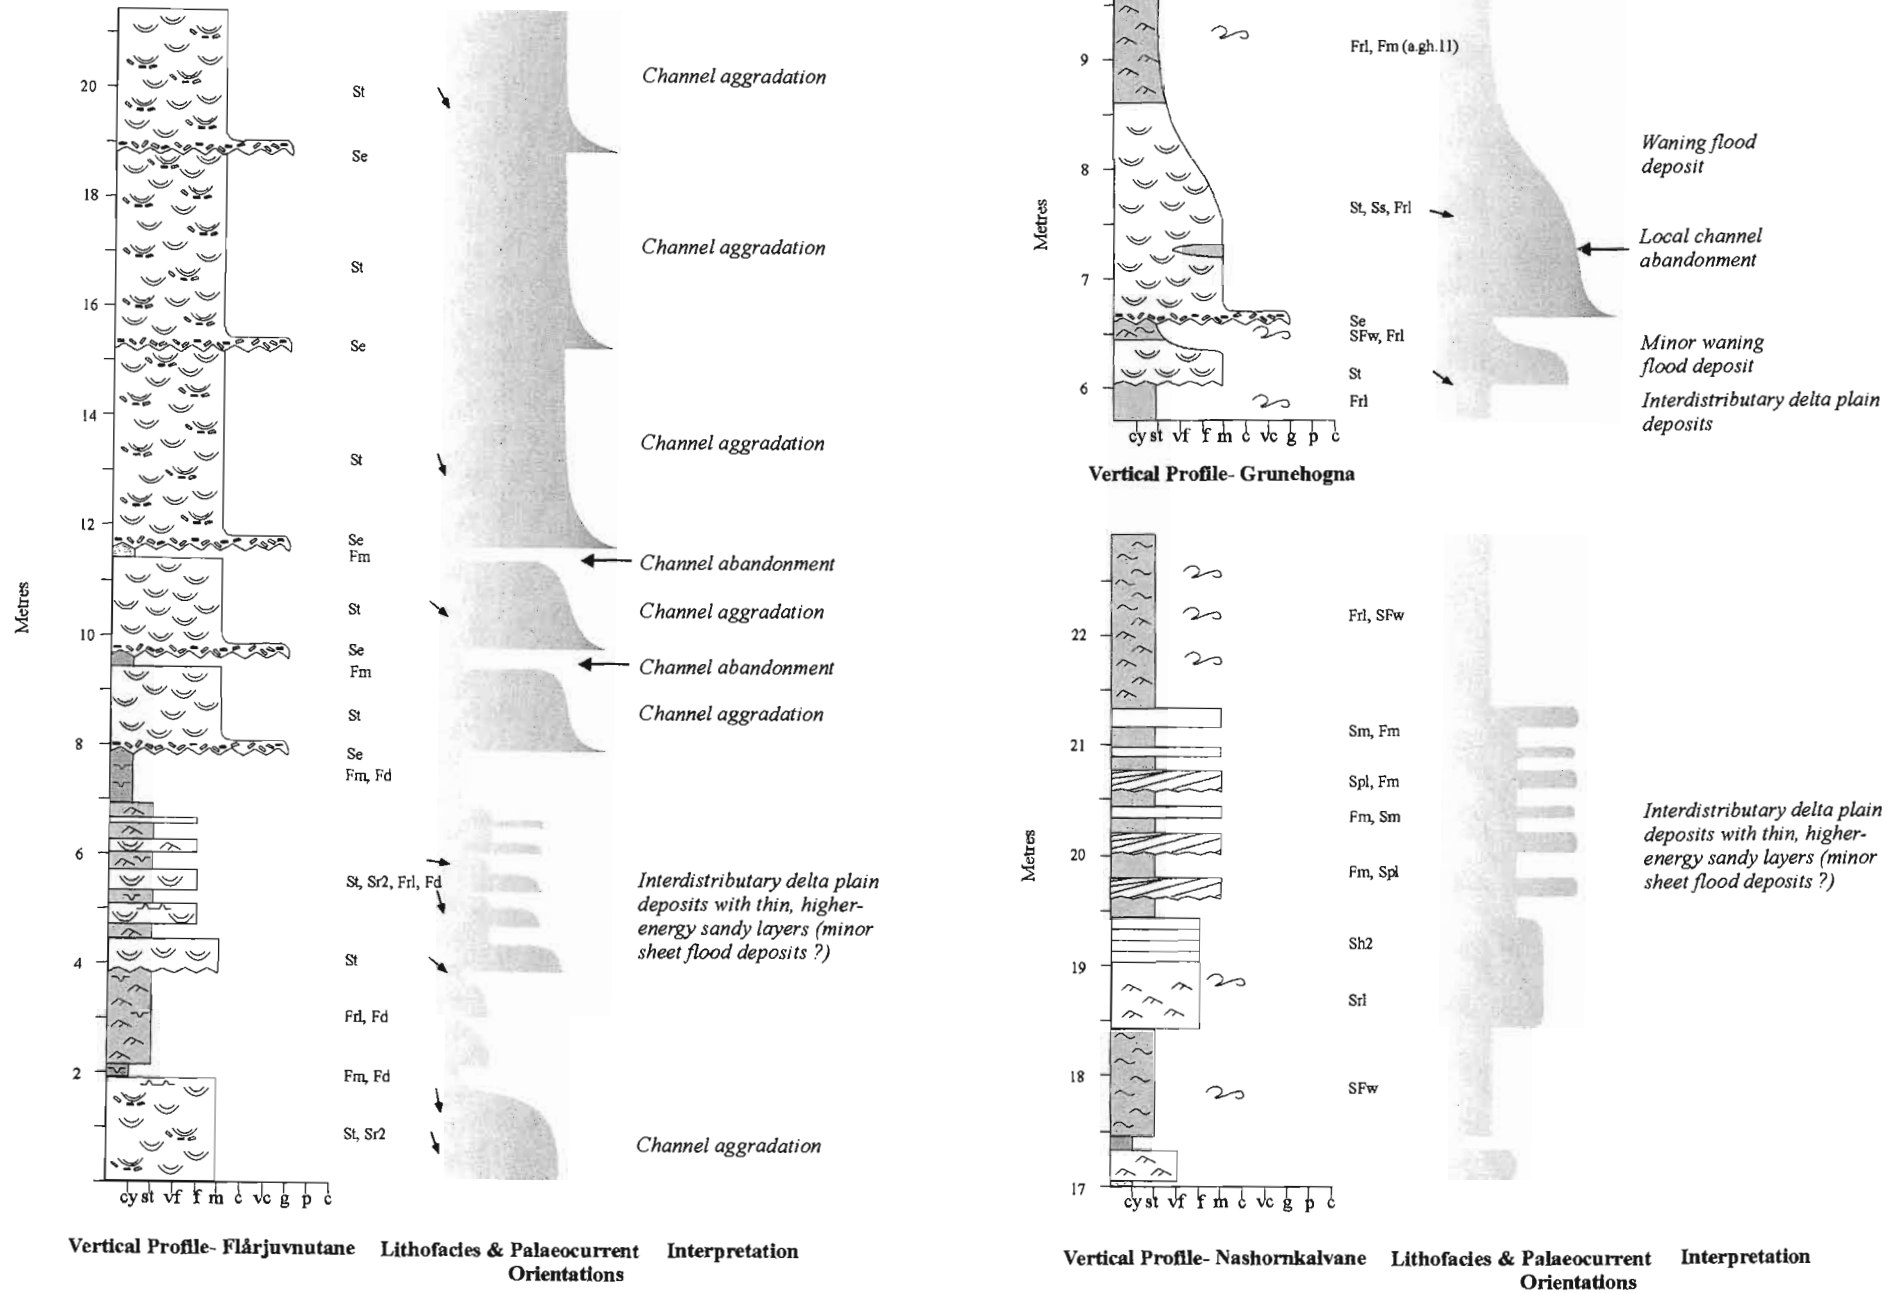 20
18
16
14
12
10
8
6
4
2
Metres
St
Se
St
Se
St
Se
Fm
St
Se
Fm
St
Se
Fm, Fd
St, Sr2, Frl, Fd
St
Frl, Fd
Fm, Fd
St, Sr2
Channel aggradation
Channel aggradation
Channel aggradation
Channel abandonment
Channel aggradation
Channel abandonment
Channel aggradation
Interdistributary delta plain
deposits with thin, higher-
energy sandy layers (minor
sheet flood deposits ?)
Channel aggradation
cy st vf f m c vc g p c
Vertical Profile- Flårjuvnutane
Lithofacies & Palaeocurrent
Orientations
Interpretation
9
8
7
6
Metres
Frl, Fm (a.gh.11)
St, Ss, Frl
Se
SFw, Frl
St
Frl
Waning flood
deposit
Local channel
abandonment
Minor waning
flood deposit
Interdistributary delta plain
deposits
cy st vf f m c vc g p c
Vertical Profile- Grunehogna
22
21
20
19
18
17
Metres
Frl, SFw
Sm, Fm
Spl, Fm
Fm, Sm
Fm, Spl
Sh2
Srl
SFw
Interdistributary delta plain
deposits with thin, higher-
energy sandy layers (minor
sheet flood deposits ?)
cy st vf f m c vc g p c
Vertical Profile- Nashornkalvane
Lithofacies & Palaeocurrent
Orientations
Interpretation